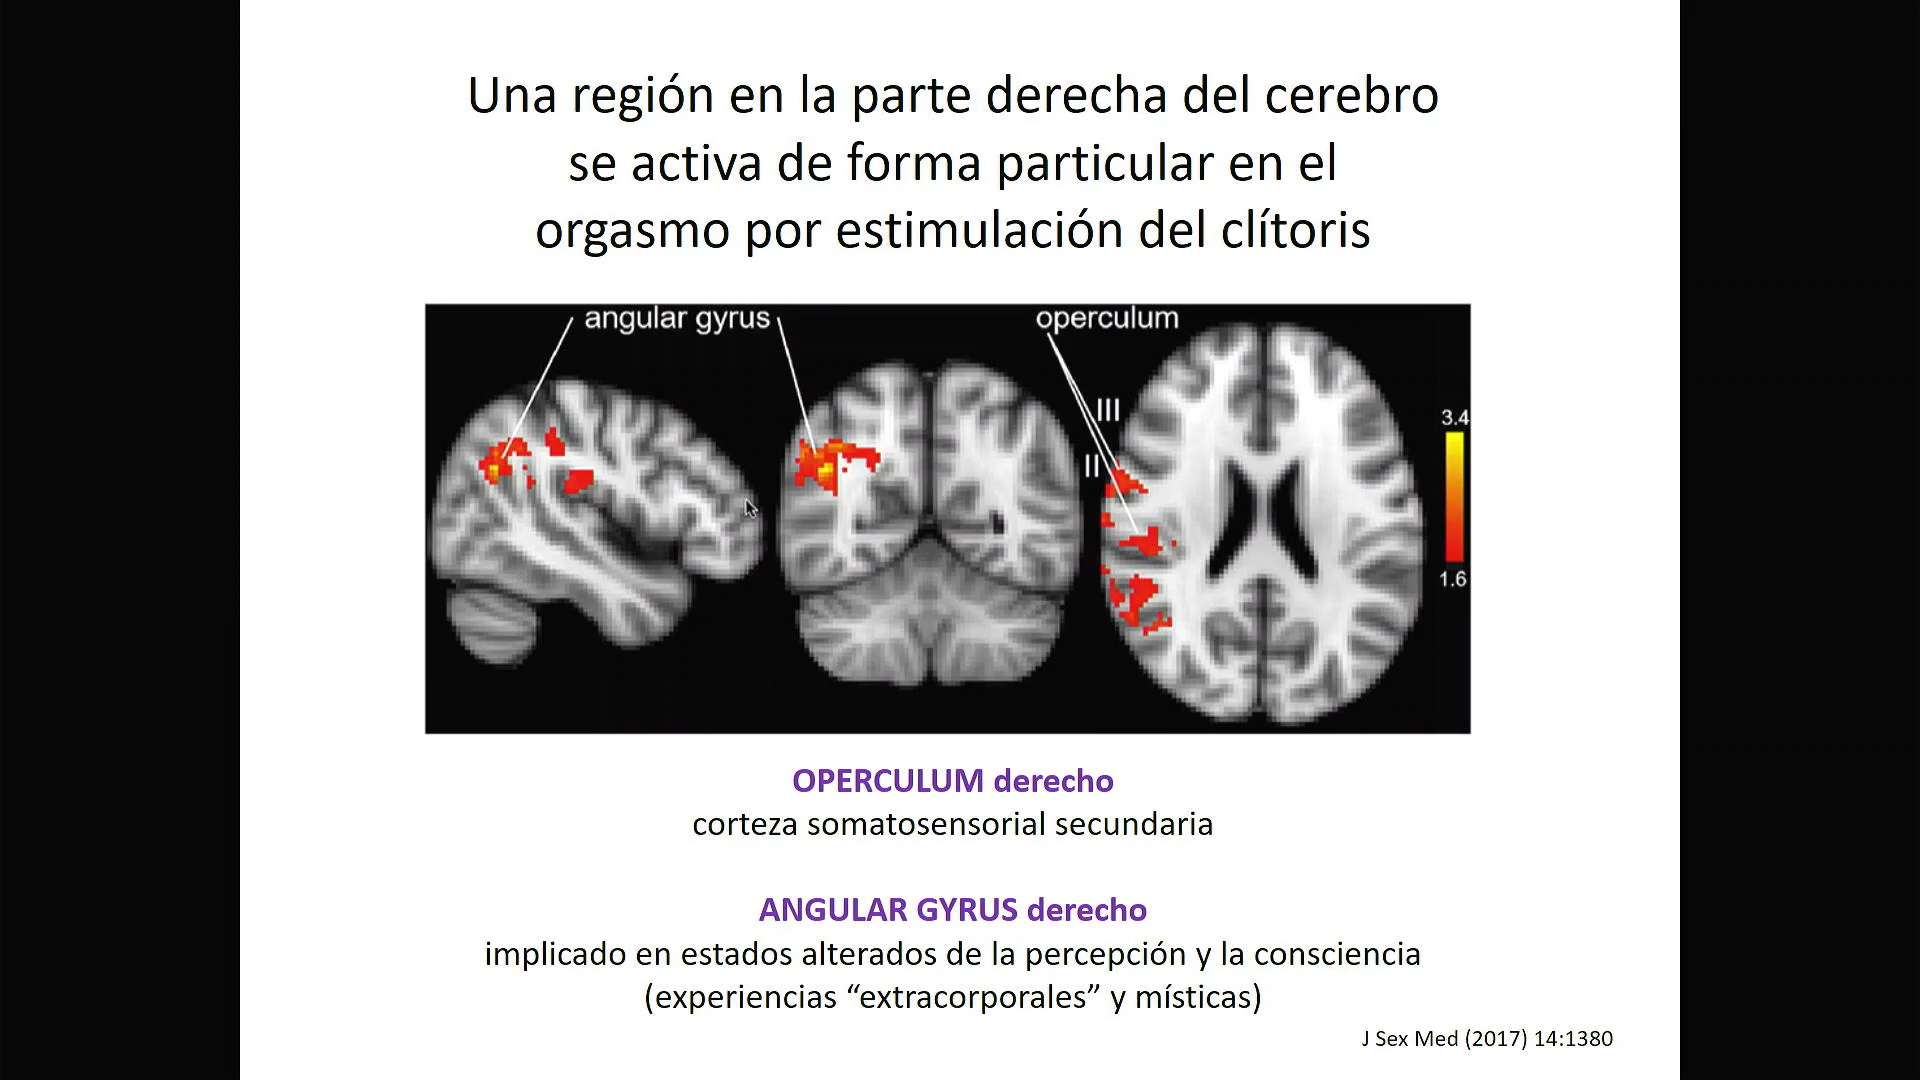 Una región en la parte derecha del cerebro
se activa de forma particular en el
orgasmo por estimulación del clítoris
angular gyrus
operculum
III
II
3.4
1.6
OPERCULUM derecho
corteza somatosensorial secundaria
ANGULAR GYRUS derecho
implicado en estados alterados de la percepción y la consciencia
(experiencias “extracorporales” y místicas)
J Sex Med (2017) 14:1380